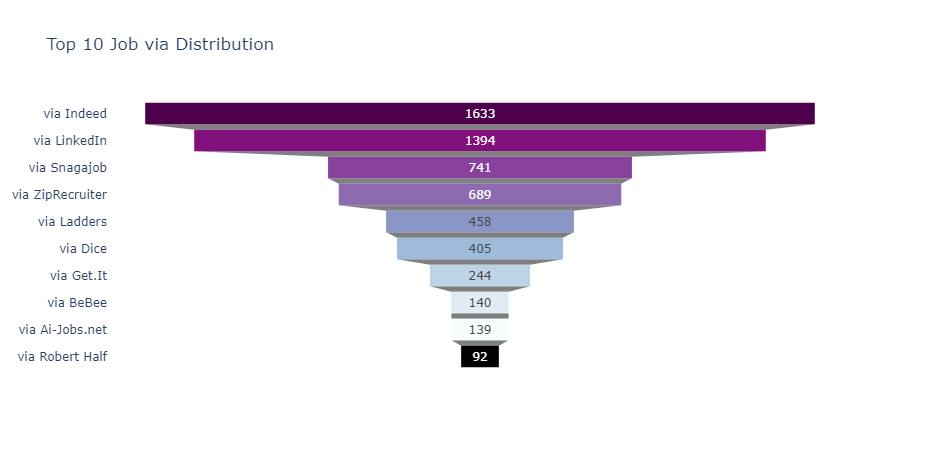 Top 10 Job via Distribution
via Indeed 1633
via LinkedIn 1394
via Snagajob 741
via ZipRecruiter 689
via Ladders 458
via Dice 405
via Get.It 244
via BeBee 140
via Ai-Jobs.net 139
via Robert Half 92